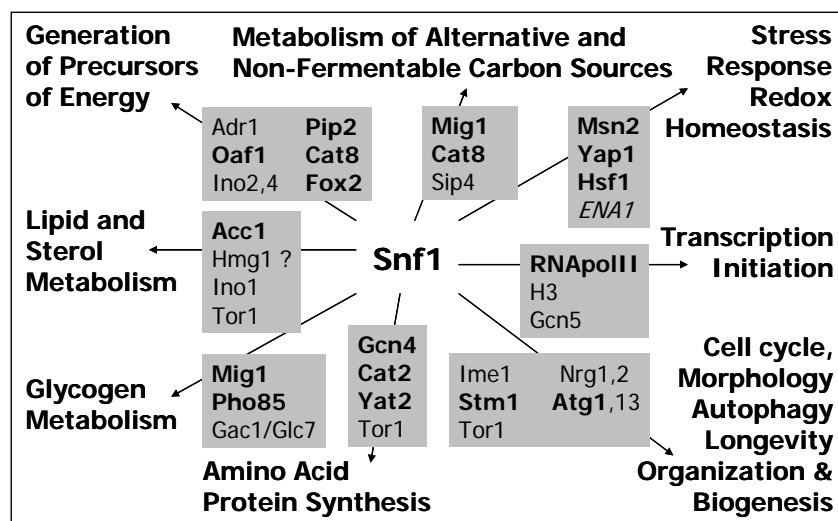 Generation
of Precursors
of Energy
Metabolism of Alternative and
Non-Fermentable Carbon Sources
Stress
Response
Redox
Homeostasis
Adr1 Pip2
Oaf1 Cat8
Ino2,4 Fox2
Mig1
Cat8
Sip4
Msn2
Yap1
Hsf1
ENA1
Lipid and
Sterol
Metabolism
Acc1
Hmg1 ?
Ino1
Tor1
Snf1
RNApolII
H3
Gcn5
Transcription
Initiation
Glycogen
Metabolism
Mig1
Pho85
Gac1/Glc7
Gcn4
Cat2
Yat2
Tor1
Amino Acid
Protein Synthesis
Ime1 Nrg1,2
Stm1 Atg1,13
Tor1
Cell cycle,
Morphology
Autophagy
Longevity
Organization &
Biogenesis